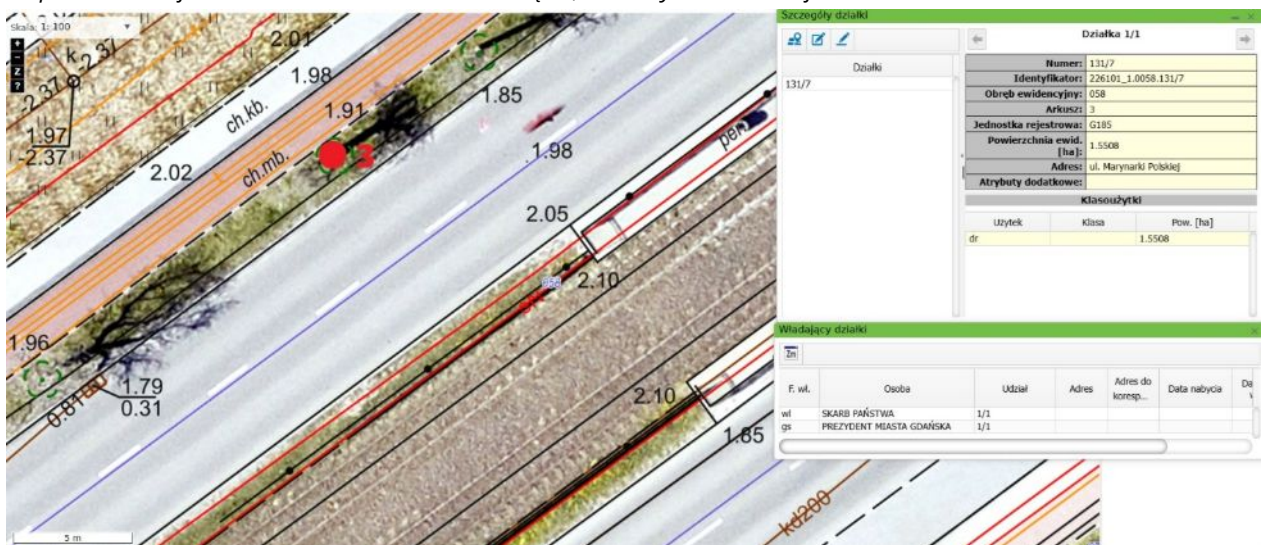 Skala: 1: 100
+
-
z
?
k
-2.37
-2.37
1.97
-2.37
2.01
ch.kb.
1.98
1.91
ch.mb.
3
2.02
1.85
1.98
2.05
2.10
1.96
1.79
0.31
2.10
1.85
kd200
5 m
Szczegóły działki
Działki
131/7
Działka 1/1
Numer: 131/7
Identyfikator: 226101_1.0058.131/7
Obręb ewidencyjny: 058
Arkusz: 3
Jednostka rejestrowa: G185
Powierzchnia ewid. [ha]: 1.5508
Adres: ul. Marynarki Polskiej
Atrybuty dodatkowe:
Klasoużytki
Użytek Klasa Pow. [ha]
dr 1.5508
Władający działki
Zn
F. wł. Osoba Udział Adres Adres do koresp... Data nabycia
wl SKARB PAŃSTWA 1/1
gs PREZYDENT MIASTA GDAŃSKA 1/1